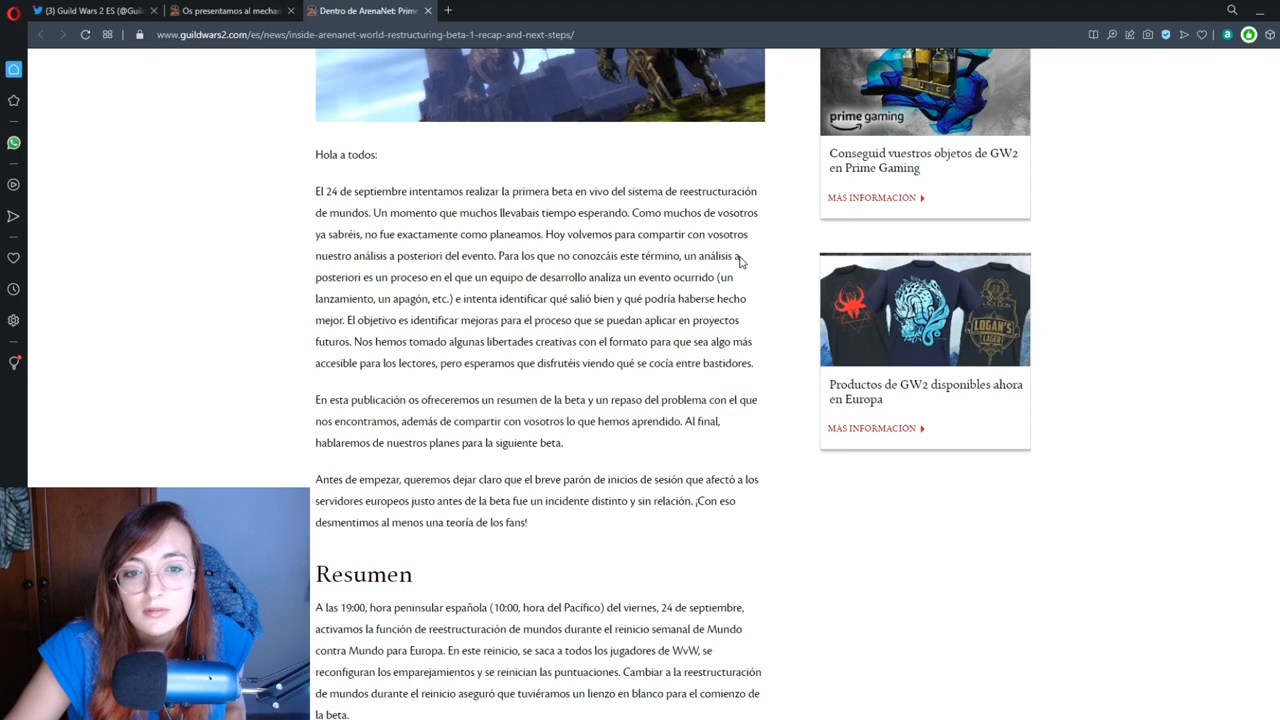 (3) Guild Wars 2 ES (@Guil
Os presentamos al mechan
Dentro de ArenaNet: Prime
www.guildwars2.com/es/news/inside-arenanet-world-restructuring-beta-1-recap-and-next-steps/
Hola a todos:
El 24 de septiembre intentamos realizar la primera beta en vivo del sistema de reestructuración
de mundos. Un momento que muchos llevabais tiempo esperando. Como muchos de vosotros
ya sabréis, no fue exactamente como planeamos. Hoy volvemos para compartir con vosotros
nuestro análisis a posteriori del evento. Para los que no conozcáis este término, un análisis a
posteriori es un proceso en el que un equipo de desarrollo analiza un evento ocurrido (un
lanzamiento, un apagón, etc.) e intenta identificar qué salió bien y qué podría haberse hecho
mejor. El objetivo es identificar mejoras para el proceso que se puedan aplicar en proyectos
futuros. Nos hemos tomado algunas libertades creativas con el formato para que sea algo más
accesible para los lectores, pero esperamos que disfrutéis viendo qué se cocía entre bastidores.
En esta publicación os ofreceremos un resumen de la beta y un repaso del problema con el que
nos encontramos, además de compartir con vosotros lo que hemos aprendido. Al final,
hablaremos de nuestros planes para la siguiente beta.
Antes de empezar, queremos dejar claro que el breve parón de inicios de sesión que afectó a los
servidores europeos justo antes de la beta fue un incidente distinto y sin relación. ¡Con eso
desmentimos al menos una teoría de los fans!
Resumen
A las 19:00, hora peninsular española (10:00, hora del Pacífico) del viernes, 24 de septiembre,
activamos la función de reestructuración de mundos durante el reinicio semanal de Mundo
contra Mundo para Europa. En este reinicio, se saca a todos los jugadores de WvW, se
reconfiguran los emparejamientos y se reinician las puntuaciones. Cambiar a la reestructuración
de mundos durante el reinicio aseguró que tuviéramos un lienzo en blanco para el comienzo de
la beta.
prime gaming
Conseguid vuestros objetos de GW2
en Prime Gaming
MÁS INFORMACIÓN
LOGAN'S
LAGER
Productos de GW2 disponibles ahora
en Europa
MÁS INFORMACIÓN